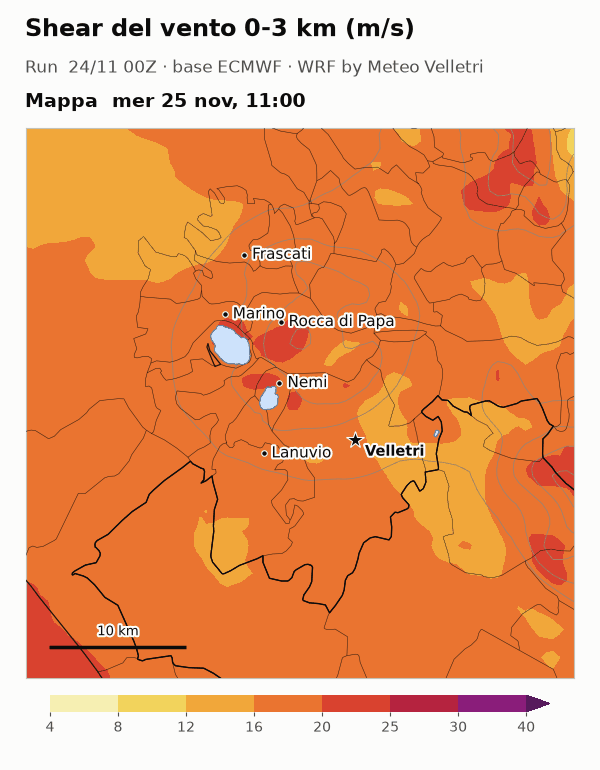 Shear del vento 0-3 km (m/s)
Run  24/11 00Z · base ECMWF · WRF by Meteo Velletri
Mappa  mer 25 nov, 11:00
Frascati
Marino
Rocca di Papa
Nemi
Velletri
Lanuvio
10 km
4 8 12 16 20 25 30 40